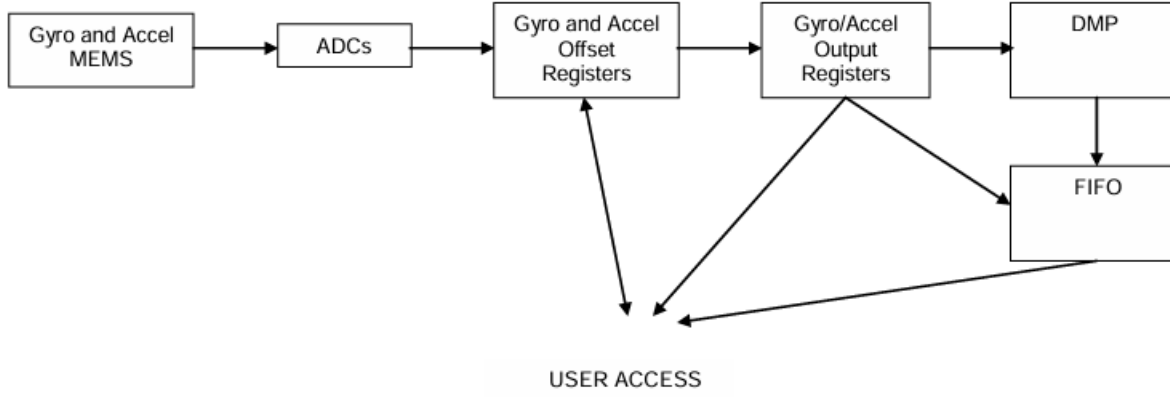 Gyro and Accel
MEMS
ADCs
Gyro and Accel
Offset
Registers
Gyro/Accel
Output
Registers
DMP
FIFO
USER ACCESS